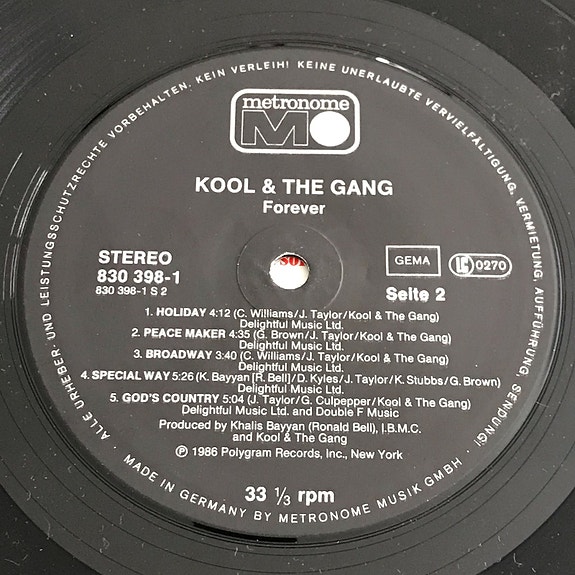 ALLE URHEBER- UND LEISTUNGSSCHUTZRECHTE VORBEHALTEN. KEIN VERLEIH! KEINE UNERLAUBTE VERVIELFÄLTIGUNG, VERMIETUNG, AUFFÜHRUNG, SENDUNG!
metronome
M
KOOL & THE GANG
Forever
STEREO
830 398-1
830 398-1 S 2
SO
GEMA
LC 0270
Seite 2
1. HOLIDAY 4:12 (C. Williams/J. Taylor/Kool & The Gang)
Delightful Music Ltd.
2. PEACE MAKER 4:35 (G. Brown/J. Taylor/Kool & The Gang)
Delightful Music Ltd.
3. BROADWAY 3:40 (C. Williams/J. Taylor/Kool & The Gang)
Delightful Music Ltd.
4. SPECIAL WAY 5:26 (K. Bayyan [R. Bell]/D. Kyles/J. Taylor/K. Stubbs/G. Brown)
Delightful Music Ltd.
5. GOD'S COUNTRY 5:04 (J. Taylor/G. Culpepper/Kool & The Gang)
Delightful Music Ltd. and Double F Music
Produced by Khalis Bayyan (Ronald Bell), I.B.M.C.
and Kool & The Gang
℗ 1986 Polygram Records, Inc., New York
33 ⅓ rpm
· MADE IN GERMANY BY METRONOME MUSIK GMBH ·